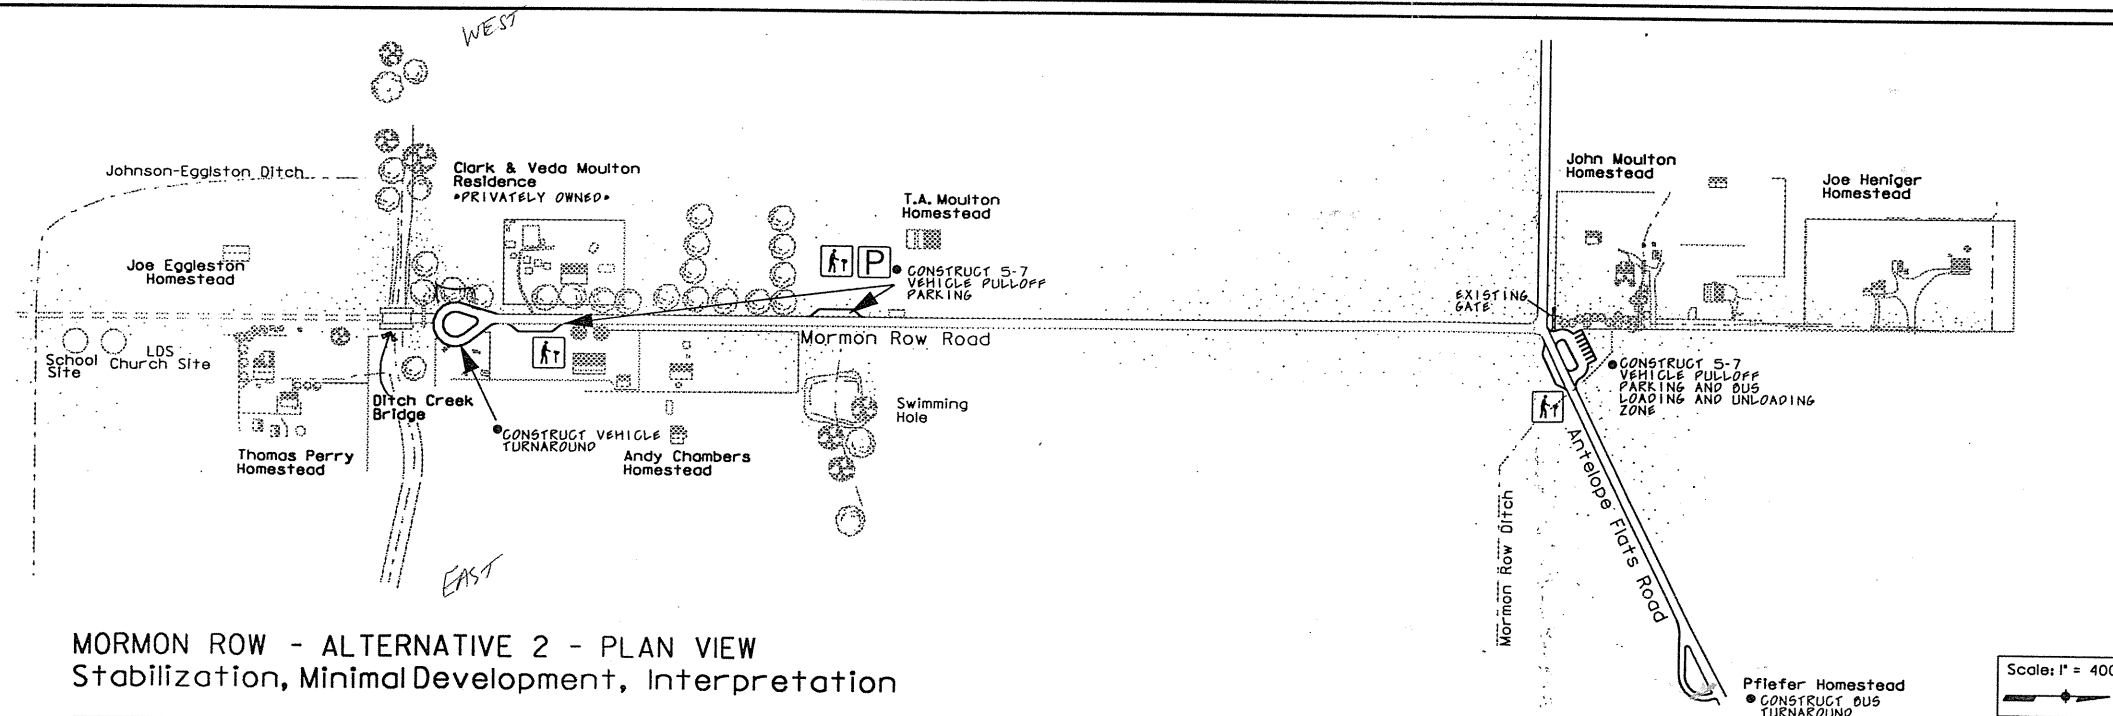 WEST
Johnson-Egglston Ditch
Clark & Veda Moulton
Residence
*PRIVATELY OWNED*
T.A. Moulton
Homestead
John Moulton
Homestead
Joe Heniger
Homestead
Joe Eggleston
Homestead
P
CONSTRUCT 5-7
VEHICLE PULLOFF
PARKING
EXISTING
GATE
Mormon Row Road
School
Site
LDS
Church Site
Ditch Creek
Bridge
CONSTRUCT VEHICLE
TURNAROUND
Thomas Perry
Homestead
Andy Chambers
Homestead
Swimming
Hole
CONSTRUCT 5-7
VEHICLE PULLOFF
PARKING AND BUS
LOADING AND UNLOADING
ZONE
Antelope Flats Road
Mormon Row Ditch
EAST
MORMON ROW - ALTERNATIVE 2 - PLAN VIEW
Stabilization, Minimal Development, Interpretation
Pfiefer Homestead
CONSTRUCT BUS
TURNAROUND
Scale: 1" = 400